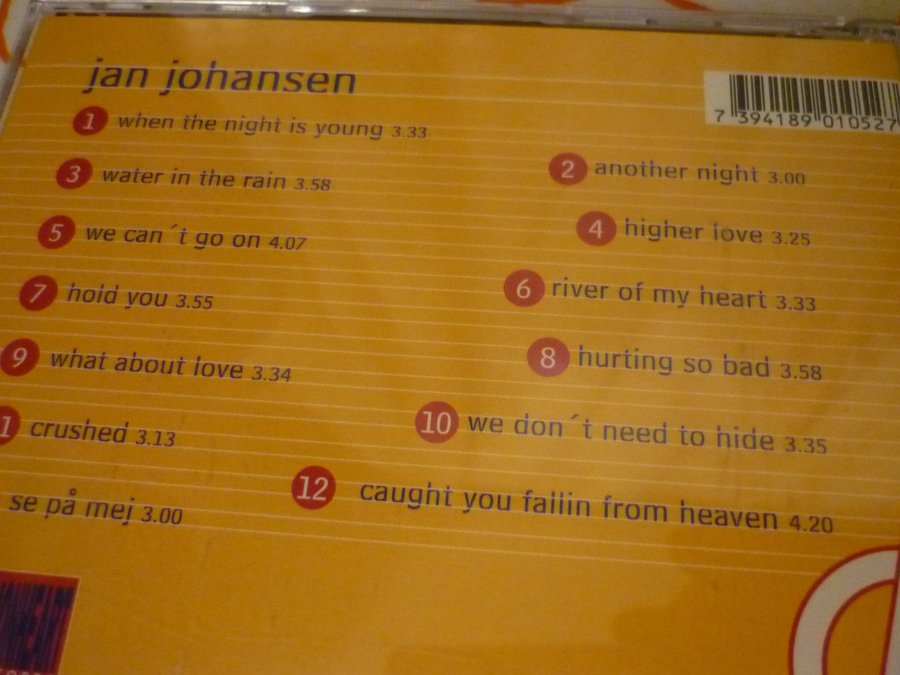 jan johansen
7 394189 010527
1 when the night is young 3.33
2 another night 3.00
3 water in the rain 3.58
4 higher love 3.25
5 we can´t go on 4.07
6 river of my heart 3.33
7 hold you 3.55
8 hurting so bad 3.58
9 what about love 3.34
10 we don´t need to hide 3.35
1 crushed 3.13
12 caught you fallin from heaven 4.20
se på mej 3.00